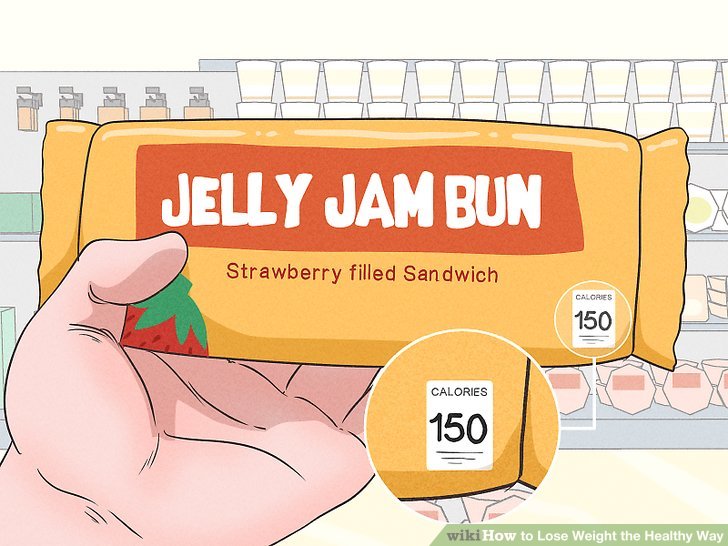 JELLY JAM BUN
Strawberry filled Sandwich
CALORIES
150
CALORIES
150
wikiHow to Lose Weight the Healthy Way